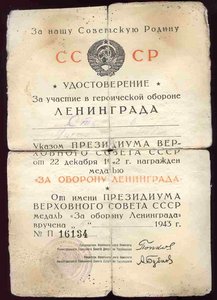 За нашу Советскую Родину
СССР
УДОСТОВЕРЕНИЕ
За участие в героической обороне
ЛЕНИНГРАДА
Указом ПРЕЗИДИУМА ВЕР-
ХОВНОГО СОВЕТА СССР
от 22 декабря 1942 г. награжден
медалью
«ЗА ОБОРОНУ ЛЕНИНГРАДА»
От имени ПРЕЗИДИУМА
ВЕРХОВНОГО СОВЕТА СССР
медаль «За оборону Ленинграда»
вручена 1943 г.
№ П 16134